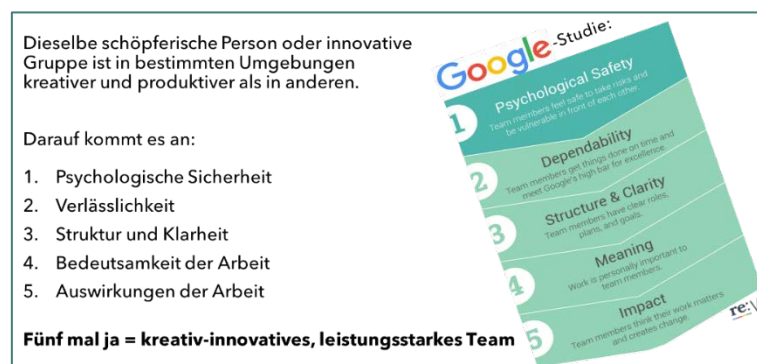 Dieselbe schöpferische Person oder innovative
Gruppe ist in bestimmten Umgebungen
kreativer und produktiver als in anderen.
Darauf kommt es an:
1. Psychologische Sicherheit
2. Verlässlichkeit
3. Struktur und Klarheit
4. Bedeutsamkeit der Arbeit
5. Auswirkungen der Arbeit
Fünf mal ja = kreativ-innovatives, leistungsstarkes Team
Google-Studie:
1
Psychological Safety
Team members feel safe to take risks and
be vulnerable in front of each other.
2
Dependability
Team members get things done on time and
meet Google's high bar for excellence.
3
Structure & Clarity
Team members have clear roles,
plans, and goals.
4
Meaning
Work is personally important to
team members.
5
Impact
Team members think their work matters
and creates change.
re: